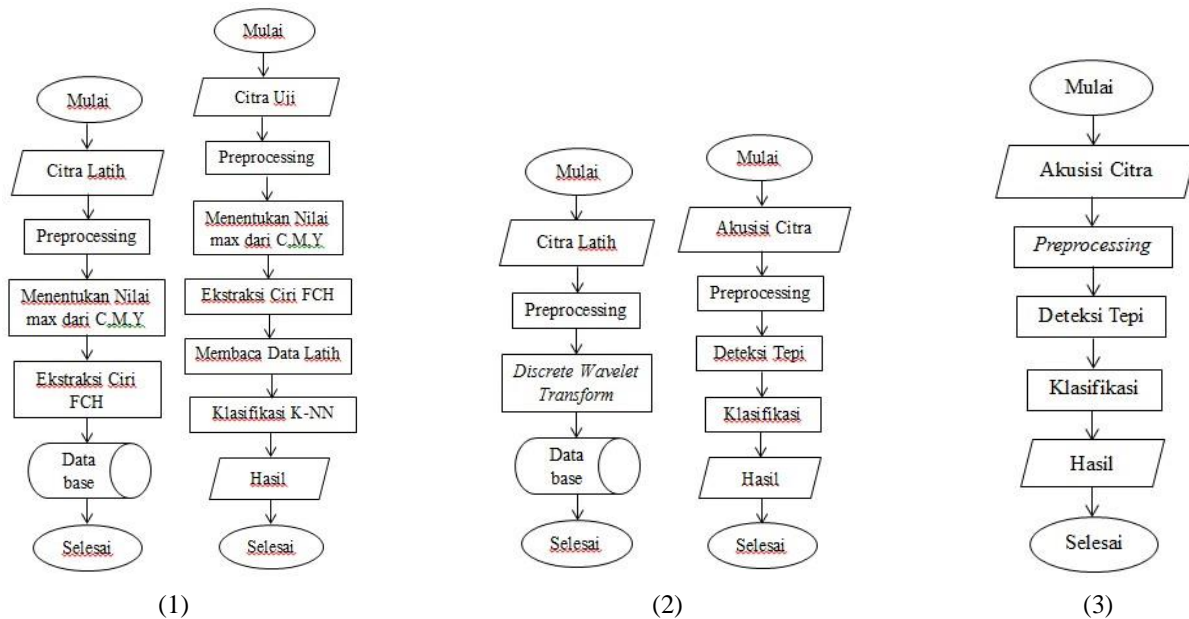 Mulai
Citra Latih
Preprocessing
Menentukan Nilai
max dari C,M,Y
Ekstraksi Ciri
FCH
Data
base
Selesai
Mulai
Citra Uji
Preprocessing
Menentukan Nilai
max dari C,M,Y
Ekstraksi Ciri FCH
Membaca Data Latih
Klasifikasi K-NN
Hasil
Selesai
(1)
Mulai
Citra Latih
Preprocessing
Discrete Wavelet
Transform
Data
base
Selesai
Mulai
Akusisi Citra
Preprocessing
Deteksi Tepi
Klasifikasi
Hasil
Selesai
(2)
Mulai
Akusisi Citra
Preprocessing
Deteksi Tepi
Klasifikasi
Hasil
Selesai
(3)